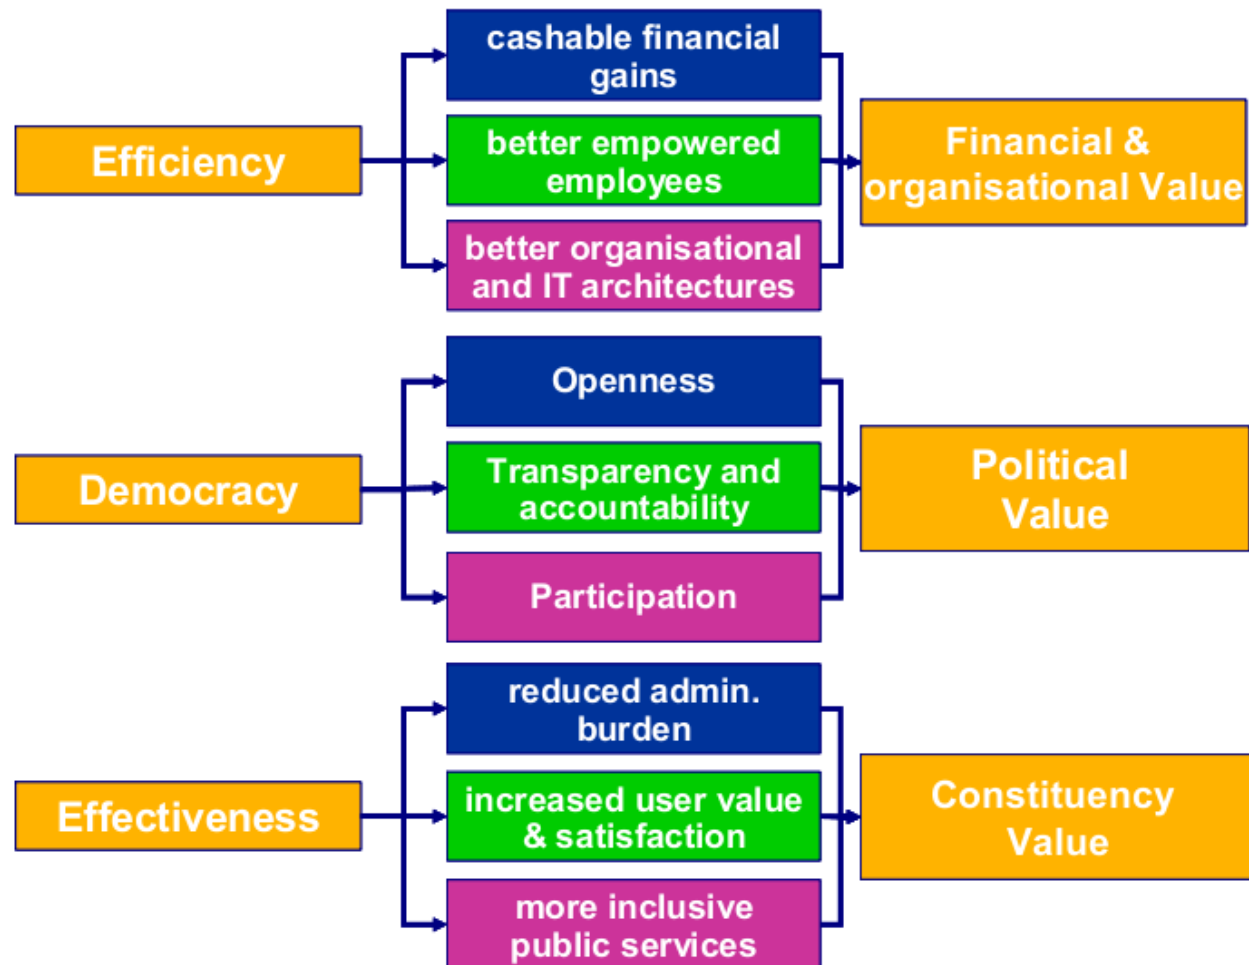 Efficiency
cashable financial
gains
better empowered
employees
better organisational
and IT architectures
Financial &
organisational Value
Democracy
Openness
Transparency and
accountability
Participation
Political
Value
Effectiveness
reduced admin.
burden
increased user value
& satisfaction
more inclusive
public services
Constituency
Value